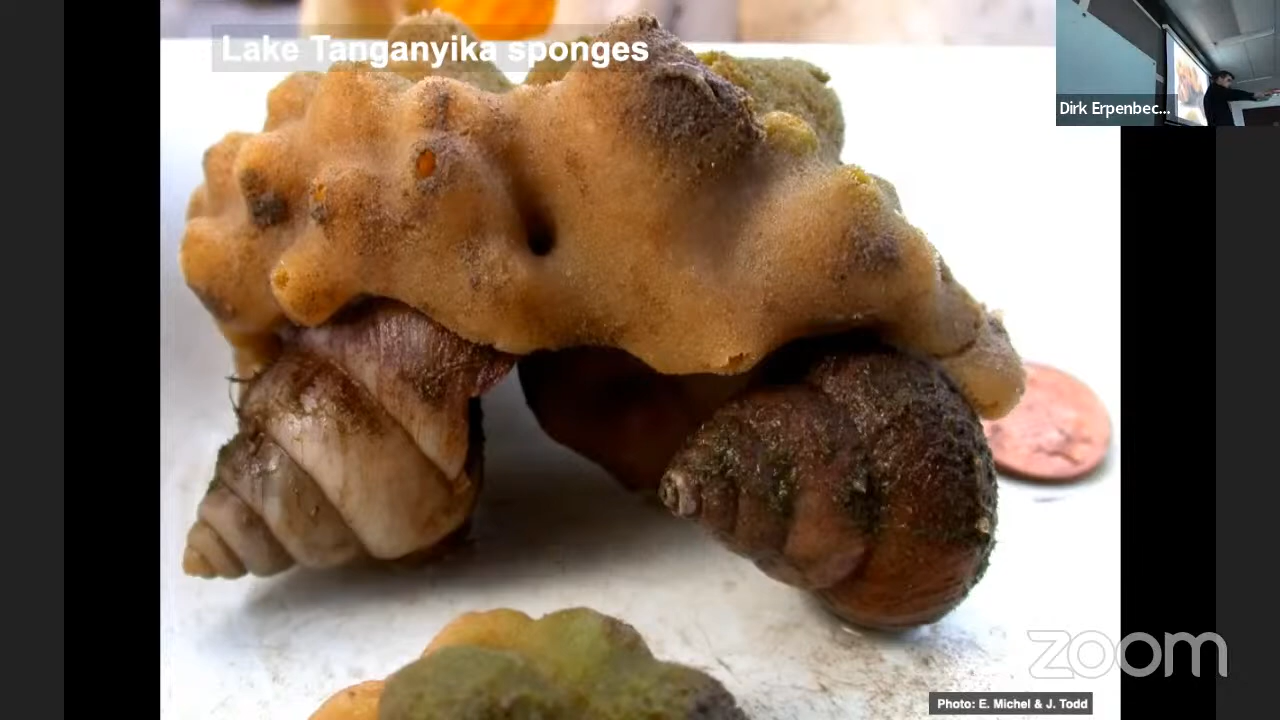 Lake Tanganyika sponges
Dirk Erpenbec...
zoom
Photo: E. Michel & J. Todd